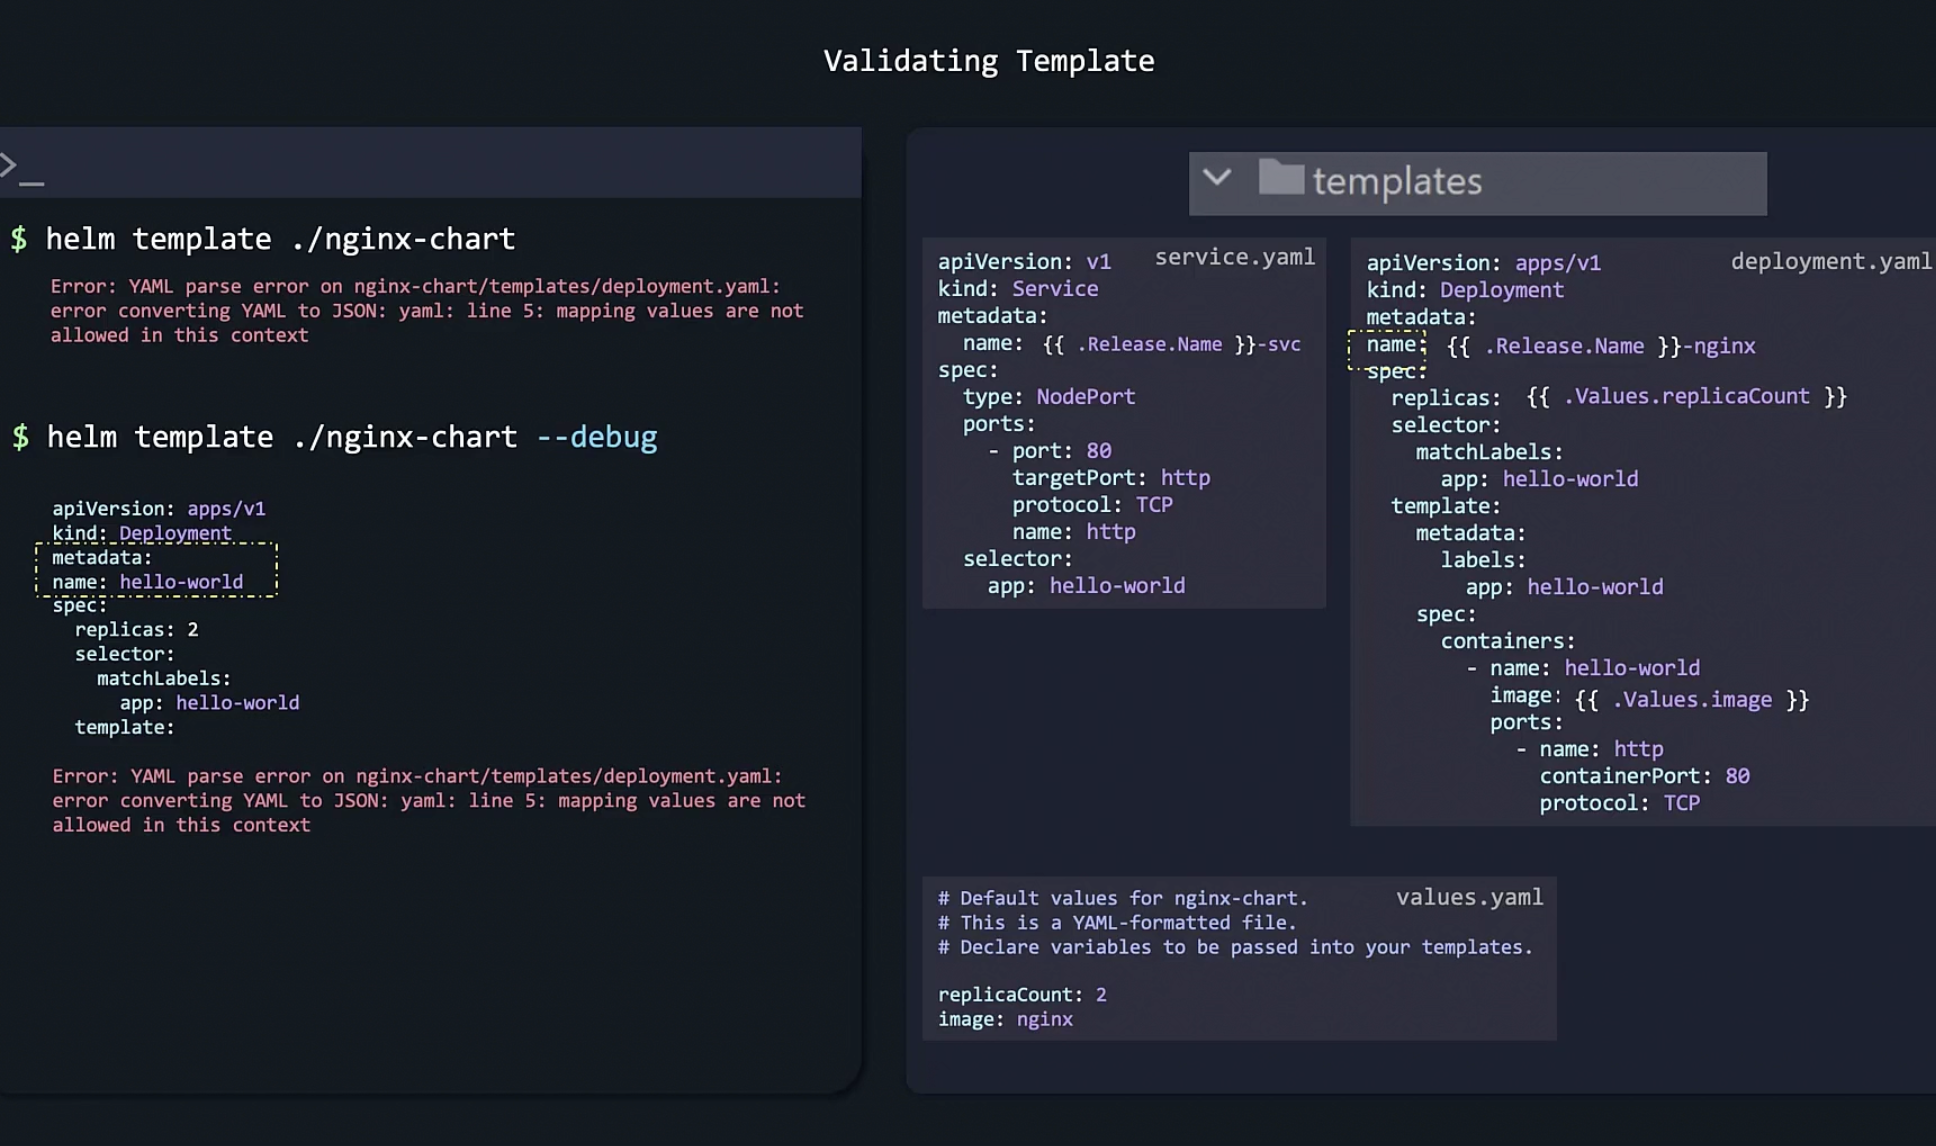 Validating Template
>_
$ helm template ./nginx-chart
Error: YAML parse error on nginx-chart/templates/deployment.yaml:
error converting YAML to JSON: yaml: line 5: mapping values are not
allowed in this context
$ helm template ./nginx-chart --debug
apiVersion: apps/v1
kind: Deployment
metadata:
name: hello-world
spec:
  replicas: 2
  selector:
    matchLabels:
      app: hello-world
  template:
Error: YAML parse error on nginx-chart/templates/deployment.yaml:
error converting YAML to JSON: yaml: line 5: mapping values are not
allowed in this context
templates
service.yaml
apiVersion: v1
kind: Service
metadata:
  name: {{ .Release.Name }}-svc
spec:
  type: NodePort
  ports:
    - port: 80
      targetPort: http
      protocol: TCP
      name: http
  selector:
    app: hello-world
deployment.yaml
apiVersion: apps/v1
kind: Deployment
metadata:
name: {{ .Release.Name }}-nginx
spec:
  replicas: {{ .Values.replicaCount }}
  selector:
    matchLabels:
      app: hello-world
  template:
    metadata:
      labels:
        app: hello-world
    spec:
      containers:
        - name: hello-world
          image: {{ .Values.image }}
          ports:
            - name: http
              containerPort: 80
              protocol: TCP
values.yaml
# Default values for nginx-chart.
# This is a YAML-formatted file.
# Declare variables to be passed into your templates.
replicaCount: 2
image: nginx